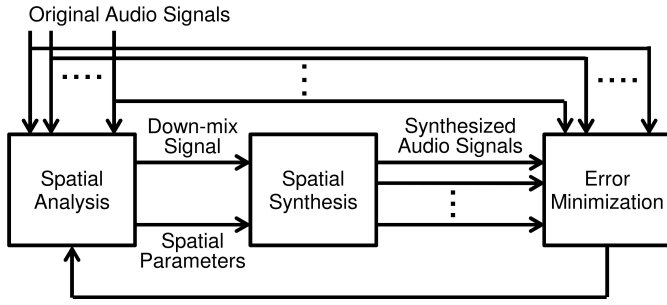 Original Audio Signals
Down-mix
Signal
Synthesized
Audio Signals
Spatial
Analysis
Spatial
Synthesis
Error
Minimization
Spatial
Parameters